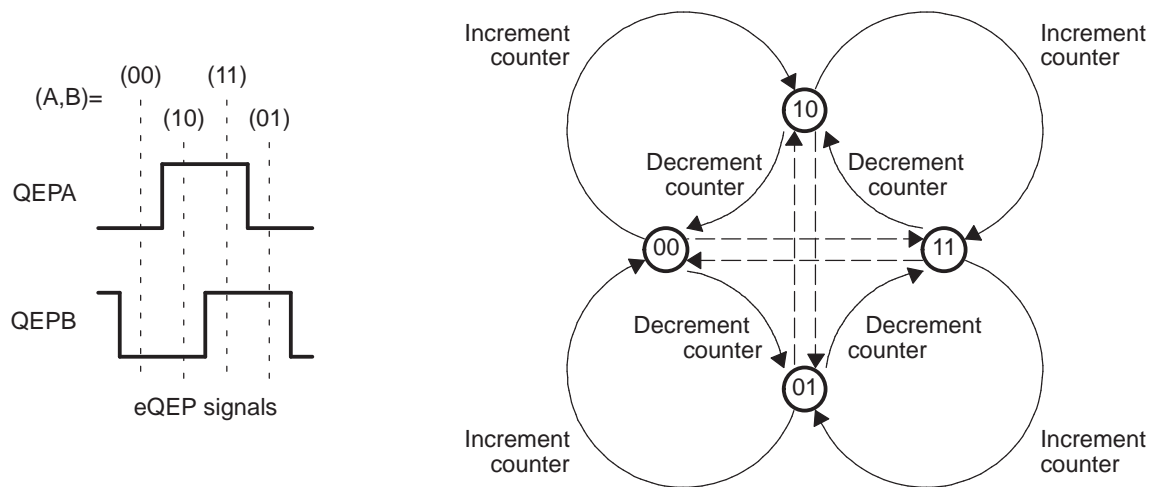 (A,B)=
(00)
(11)
(10)
(01)
QEPA
QEPB
eQEP signals
Increment
counter
Increment
counter
10
Decrement
counter
Decrement
counter
00
11
Decrement
counter
Decrement
counter
01
Increment
counter
Increment
counter